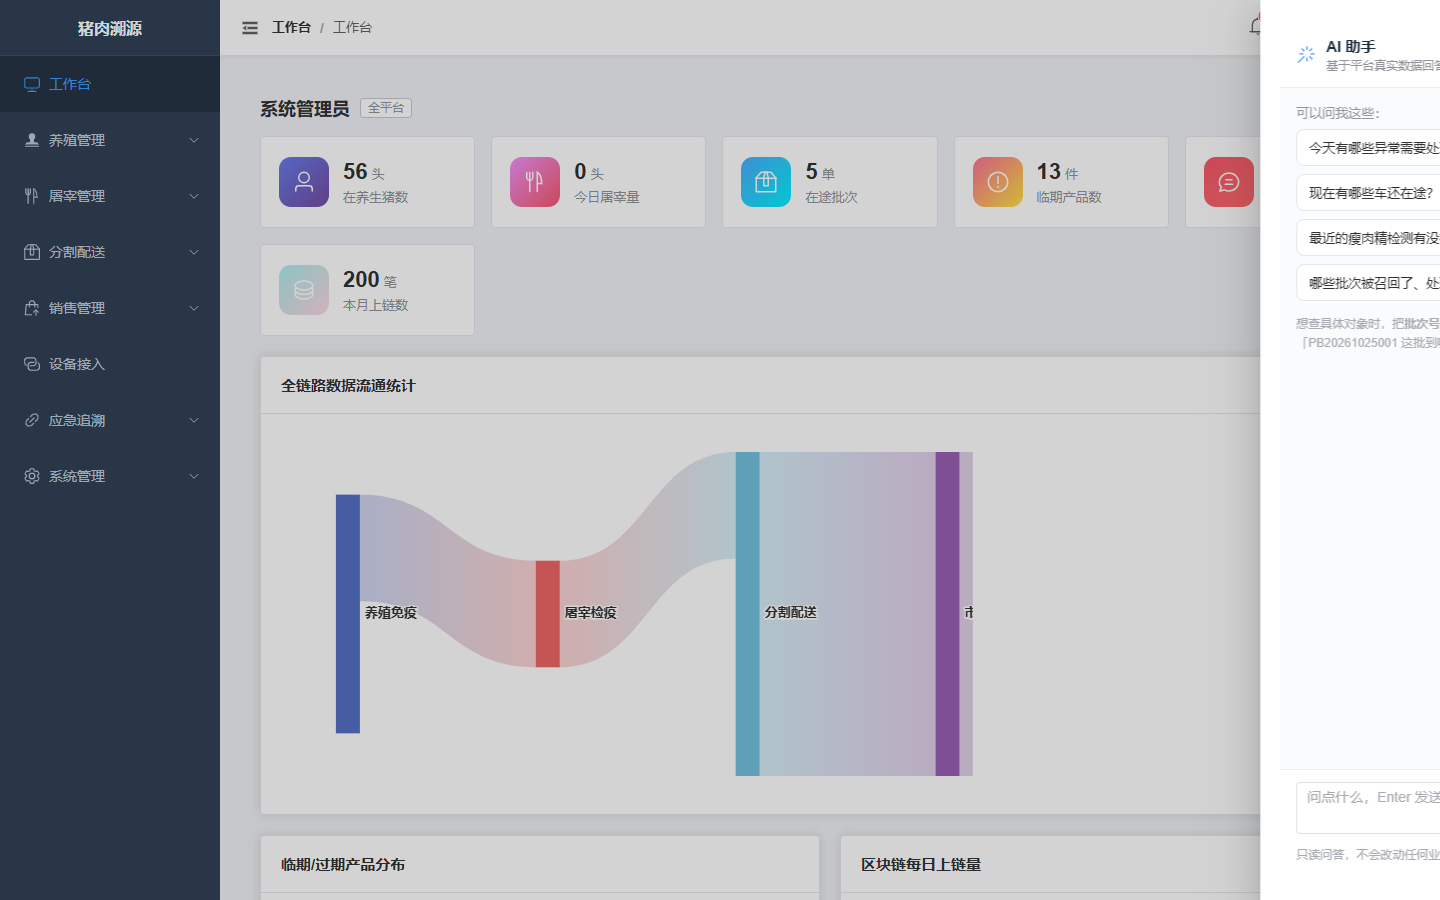 猪肉溯源
工作台
养殖管理
屠宰管理
分割配送
销售管理
设备接入
应急追溯
系统管理
工作台 / 工作台
系统管理员 全平台
56 头
在养生猪数
0 头
今日屠宰量
5 单
在途批次
13 件
临期产品数
200 笔
本月上链数
全链路数据流通统计
养殖免疫
屠宰检疫
分割配送
市
临期/过期产品分布
区块链每日上链量
AI 助手
基于平台真实数据回答
可以问我这些：
今天有哪些异常需要处
现在有哪些车还在途？
最近的瘦肉精检测有没
哪些批次被召回了、处
想查具体对象时，把批次号
「PB20261025001 这批到
问点什么，Enter 发送
只读问答，不会改动任何业